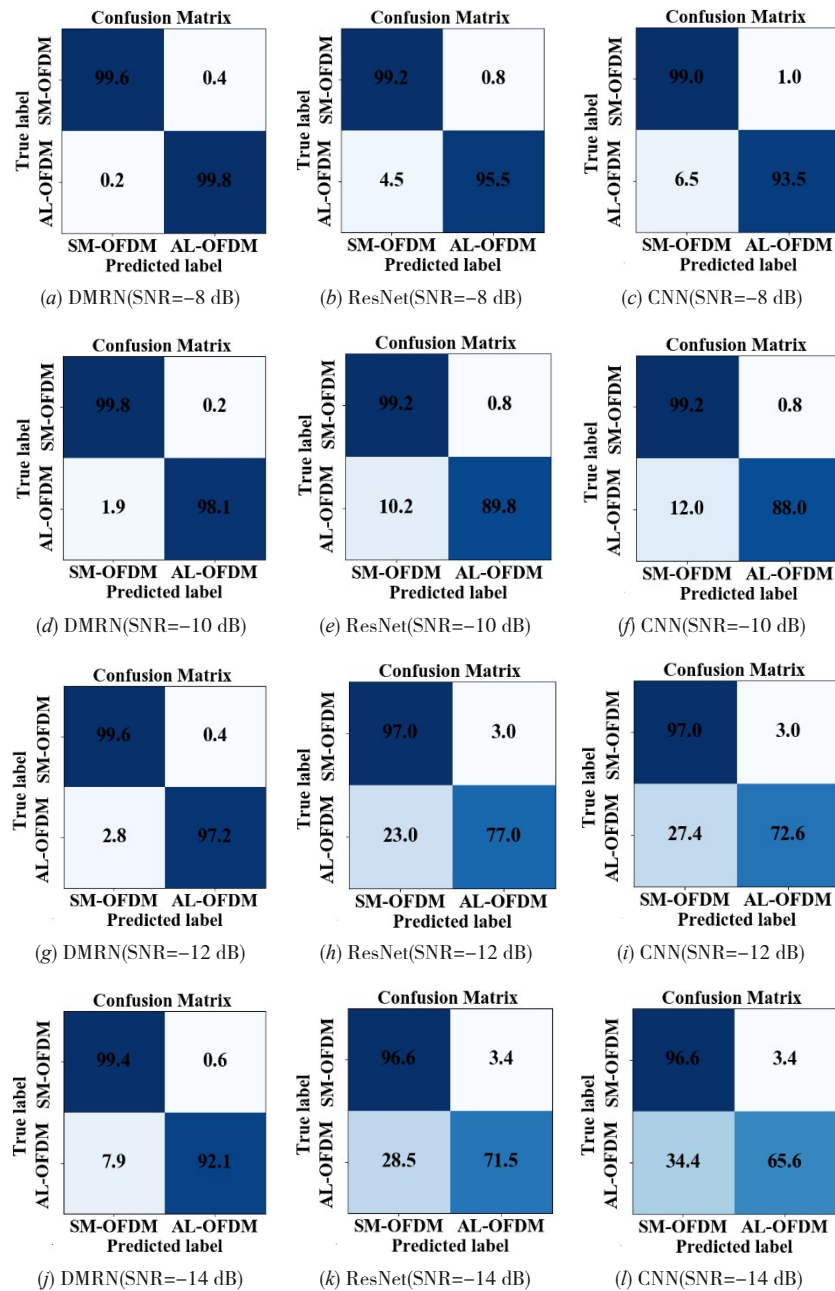 Confusion Matrix
True label
SM-OFDM
AL-OFDM
99.6 0.4
0.2 99.8
SM-OFDM AL-OFDM
Predicted label
(a) DMRN(SNR=−8 dB)
Confusion Matrix
True label
SM-OFDM
AL-OFDM
99.2 0.8
4.5 95.5
SM-OFDM AL-OFDM
Predicted label
(b) ResNet(SNR=−8 dB)
Confusion Matrix
True label
SM-OFDM
AL-OFDM
99.0 1.0
6.5 93.5
SM-OFDM AL-OFDM
Predicted label
(c) CNN(SNR=−8 dB)
Confusion Matrix
True label
SM-OFDM
AL-OFDM
99.8 0.2
1.9 98.1
SM-OFDM AL-OFDM
Predicted label
(d) DMRN(SNR=−10 dB)
Confusion Matrix
True label
SM-OFDM
AL-OFDM
99.2 0.8
10.2 89.8
SM-OFDM AL-OFDM
Predicted label
(e) ResNet(SNR=−10 dB)
Confusion Matrix
True label
SM-OFDM
AL-OFDM
99.2 0.8
12.0 88.0
SM-OFDM AL-OFDM
Predicted label
(f) CNN(SNR=−10 dB)
Confusion Matrix
True label
SM-OFDM
AL-OFDM
99.6 0.4
2.8 97.2
SM-OFDM AL-OFDM
Predicted label
(g) DMRN(SNR=−12 dB)
Confusion Matrix
True label
SM-OFDM
AL-OFDM
97.0 3.0
23.0 77.0
SM-OFDM AL-OFDM
Predicted label
(h) ResNet(SNR=−12 dB)
Confusion Matrix
True label
SM-OFDM
AL-OFDM
97.0 3.0
27.4 72.6
SM-OFDM AL-OFDM
Predicted label
(i) CNN(SNR=−12 dB)
Confusion Matrix
True label
SM-OFDM
AL-OFDM
99.4 0.6
7.9 92.1
SM-OFDM AL-OFDM
Predicted label
(j) DMRN(SNR=−14 dB)
Confusion Matrix
True label
SM-OFDM
AL-OFDM
96.6 3.4
28.5 71.5
SM-OFDM AL-OFDM
Predicted label
(k) ResNet(SNR=−14 dB)
Confusion Matrix
True label
SM-OFDM
AL-OFDM
96.6 3.4
34.4 65.6
SM-OFDM AL-OFDM
Predicted label
(l) CNN(SNR=−14 dB)